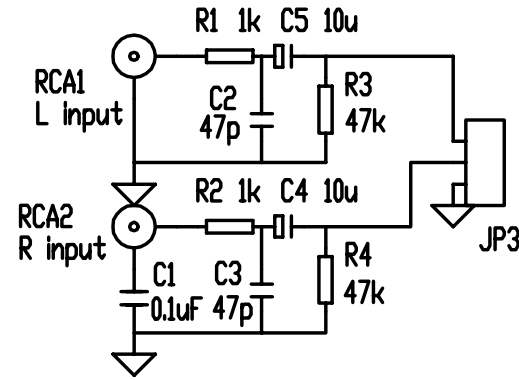 R1 1k C5 10u
RCA1
L input
C2
47p
R3
47k
R2 1k C4 10u
RCA2
R input
JP3
C1
0.1uF
C3
47p
R4
47k